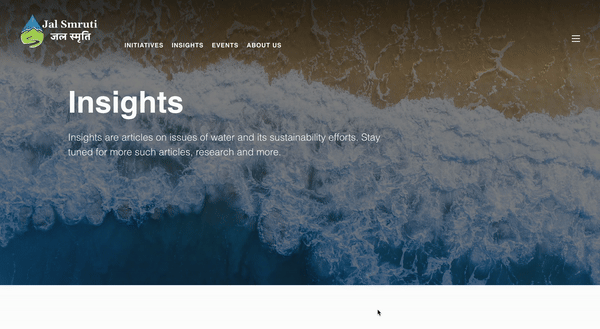 Jal Smruti
जल स्मृति
INITIATIVES INSIGHTS EVENTS ABOUT US
Insights
Insights are articles on issues of water and its sustainability efforts. Stay
tuned for more such articles, research and more.